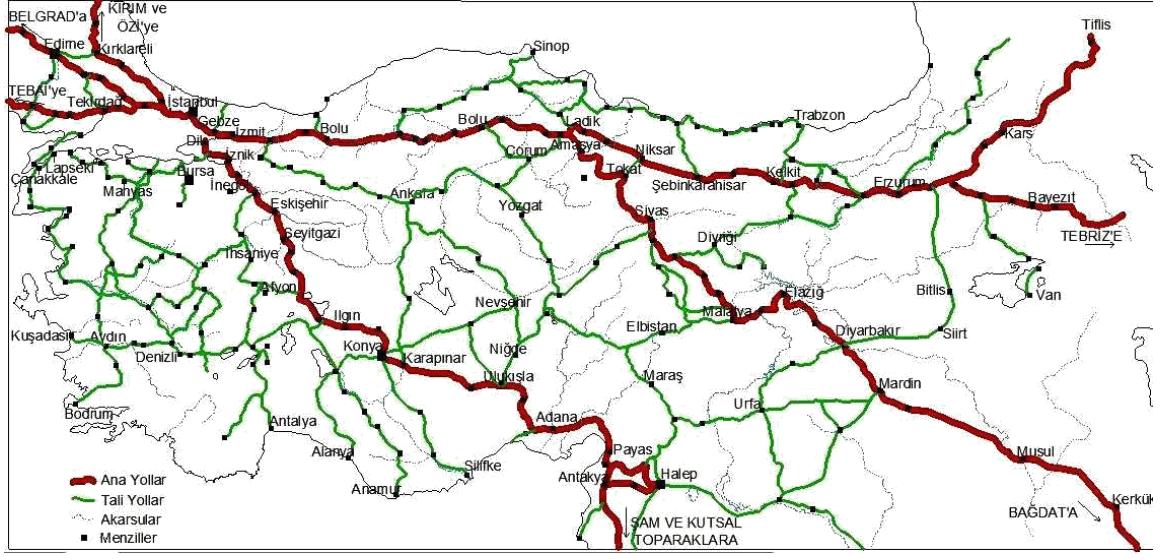 BELGRAD'a
KIRIM ve
ÖZİ'ye
Tiflis
Edirne
Kırklareli
Sinop
TEBAİ'ye
Tekirdağ
İstanbul
Gebze
İzmit
Bolu
Bolu
Ladik
Trabzon
Kars
Dil
İznik
Çorum
Amasya
Niksar
Lapseki
Bursa
Tokat
Kelkit
Erzurum
Çanakkale
Mahyas
İnegöl
Ankara
Şebinkarahisar
Bayezıt
Eskişehir
Yozgat
Sivas
Seyitgazi
Divriği
TEBRİZ'E
İhsaniye
Afyon
Elazığ
Bitlis
Van
Nevşehir
Malatya
Ilgın
Elbistan
Kuşadası
Aydın
Diyarbakır
Siirt
Denizli
Konya
Karapınar
Niğde
Ulukışla
Maraş
Mardin
Bodrum
Urfa
Antalya
Adana
Alanya
Payas
Musul
Silifke
Antakya
Halep
Ana Yollar
Anamur
Tali Yollar
Kerkük
Akarsular
BAĞDAT'A
ŞAM VE KUTSAL
Menziller
TOPARAKLARA